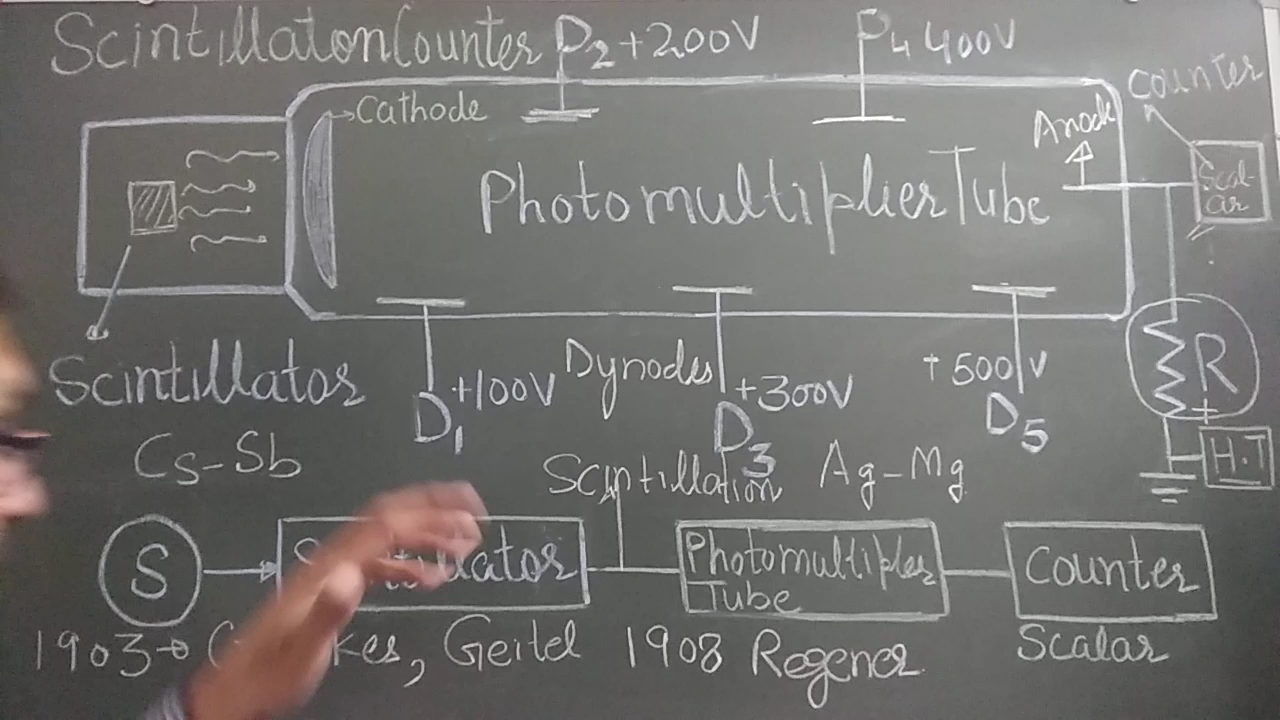 Scintillaton Counter P2 +200V P4 400V
Counter
Cathode
Anode
Photomultiplier Tube
Scal-
ar
Scintillator
D1 +100V
Dynodes
D3 +300V
+500V
D5
R
+
H.T
Cs-Sb
Scintillation
Ag-Mg
S
Photomultiplier
Tube
Counter
Scalar
1903→ Geitel 1908 Regener